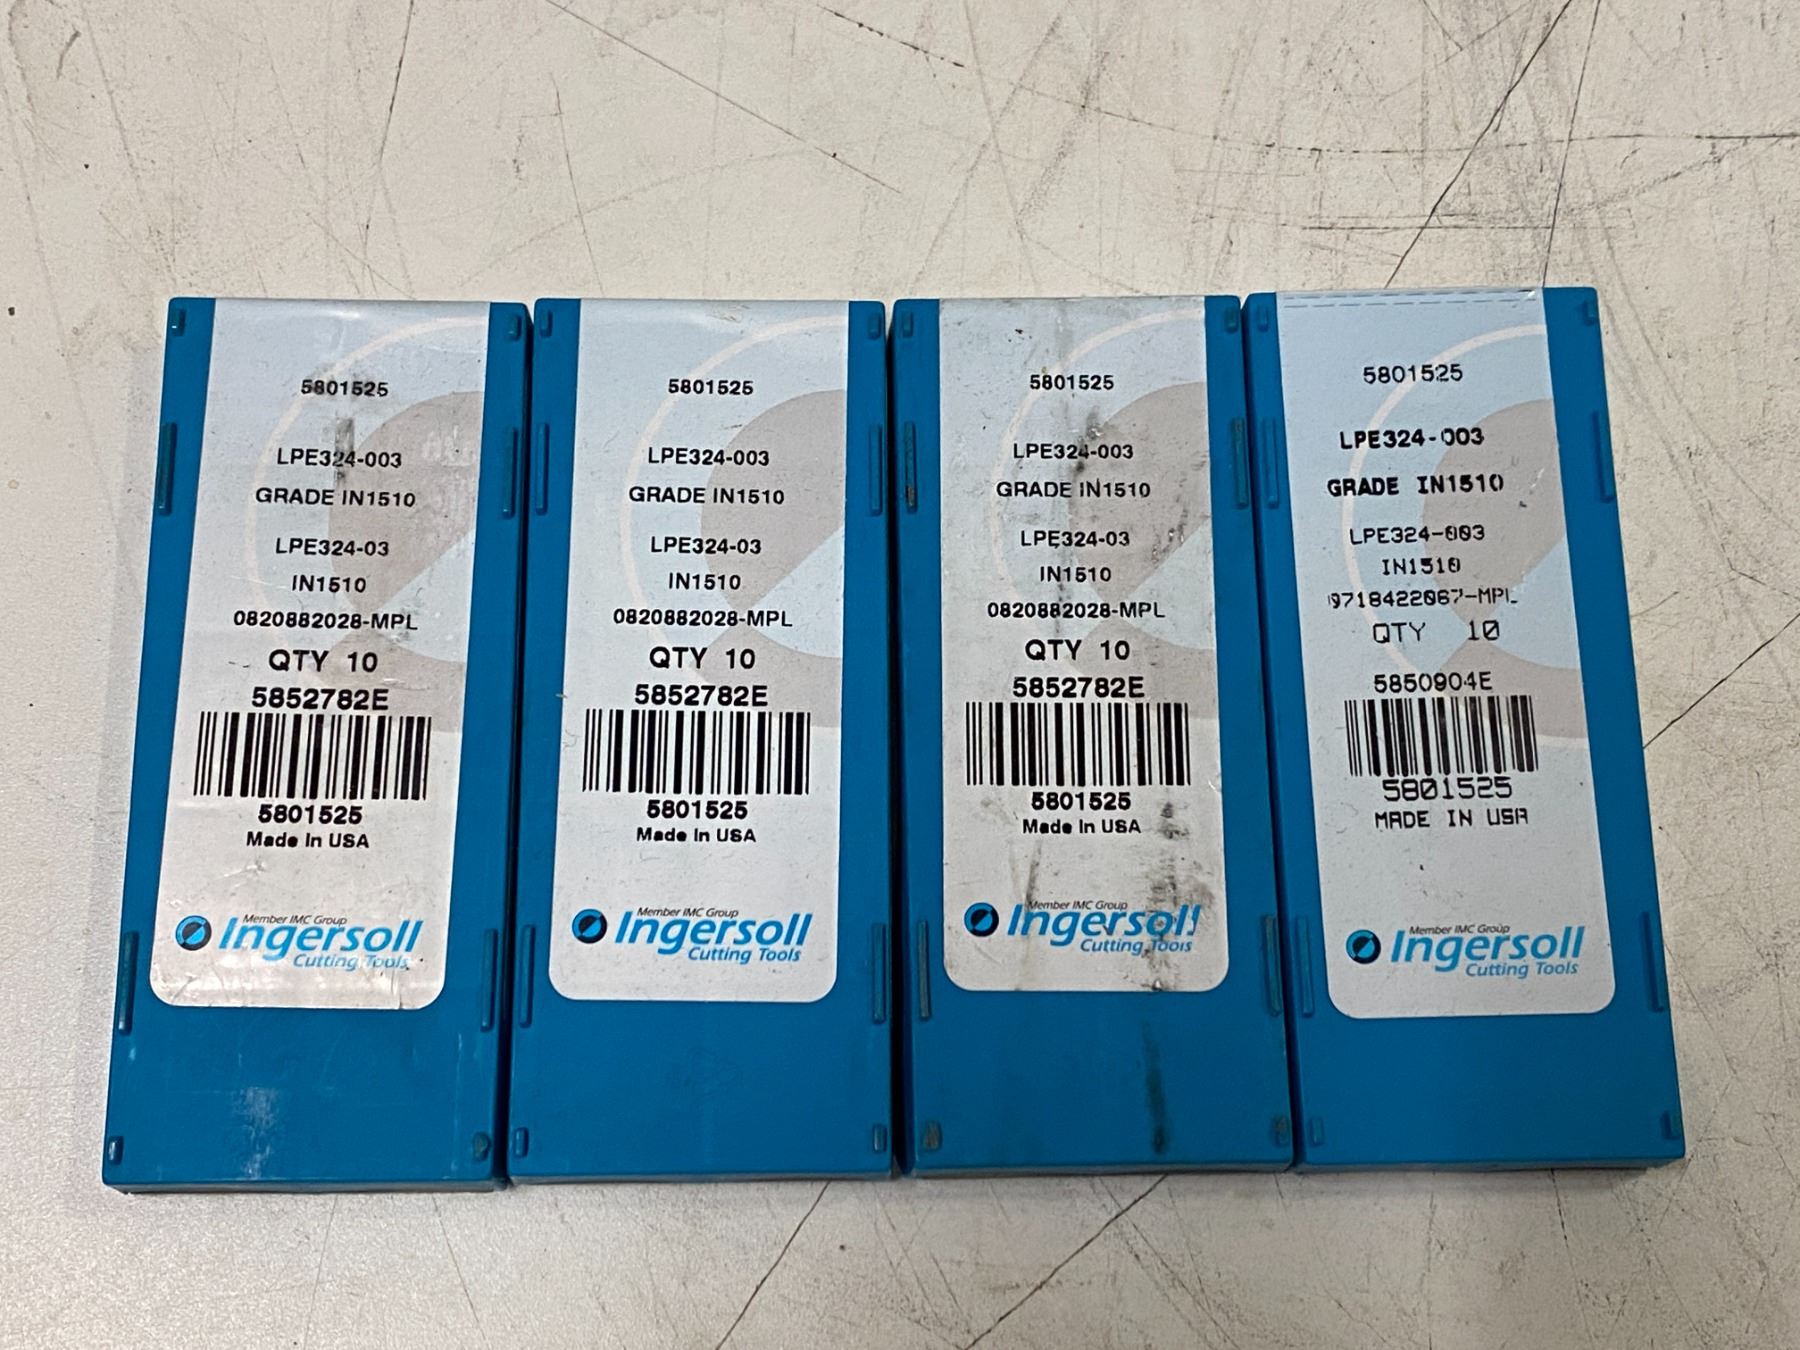 5801525
LPE324-003
GRADE IN1510
LPE324-03
IN1510
0820882028-MPL
QTY 10
5852782E
5801525
Made In USA
Member IMC Group
Ingersoll
Cutting Tools
5801525
LPE324-003
GRADE IN1510
LPE324-03
IN1510
0820882028-MPL
QTY 10
5852782E
5801525
Made In USA
Member IMC Group
Ingersoll
Cutting Tools
5801525
LPE324-003
GRADE IN1510
LPE324-03
IN1510
0820882028-MPL
QTY 10
5852782E
5801525
Made In USA
Member IMC Group
Ingersoll
Cutting Tools
5801525
LPE324-003
GRADE IN1510
LPE324-003
IN1510
QTY 10
5850904E
5801525
MADE IN USA
Member IMC Group
Ingersoll
Cutting Tools